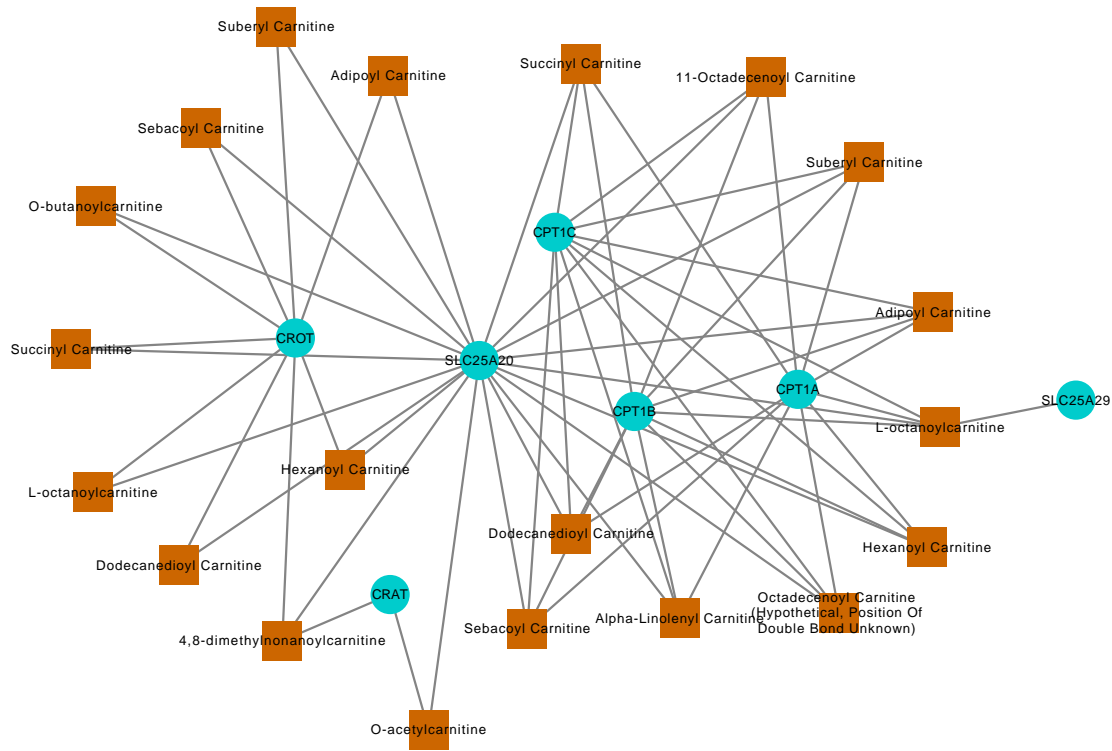 Suberyl Carnitine
Succinyl Carnitine
Adipoyl Carnitine
11-Octadecenoyl Carnitine
Sebacoyl Carnitine
Suberyl Carnitine
O-butanoylcarnitine
CPT1C
Adipoyl Carnitine
CROT
Succinyl Carnitine
SLC25A20
CPT1A
SLC25A29
CPT1B
L-octanoylcarnitine
Hexanoyl Carnitine
L-octanoylcarnitine
Dodecanedioyl Carnitine
Hexanoyl Carnitine
Dodecanedioyl Carnitine
CRAT
Octadecenoyl Carnitine
(Hypothetical, Position Of
Double Bond Unknown)
Alpha-Linolenyl Carnitine
Sebacoyl Carnitine
4,8-dimethylnonanoylcarnitine
O-acetylcarnitine